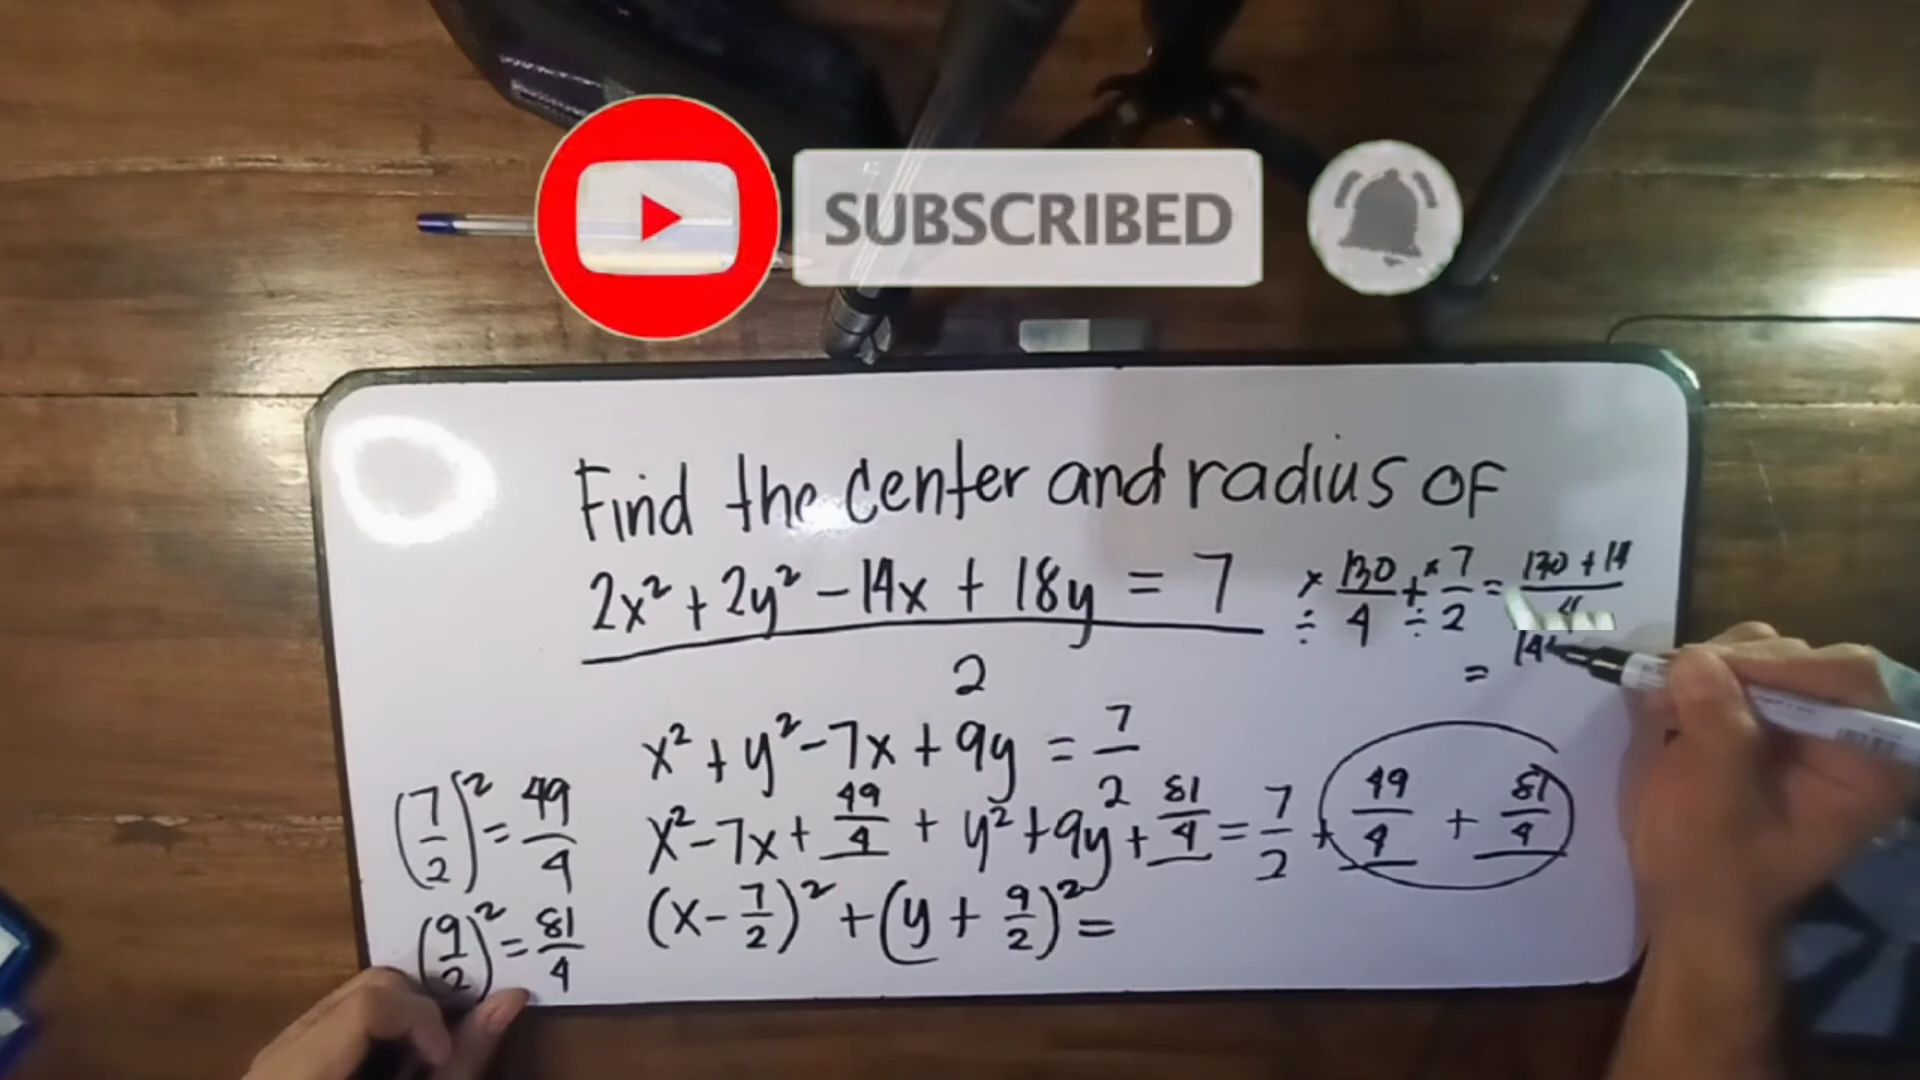 SUBSCRIBED
Find the center and radius of
2x² + 2y² - 14x + 18y = 7
2
× 130/4 + × 7/2 = 130 + 14/4
÷ ÷
= 144
x² + y² - 7x + 9y = 7/2
(7/2)² = 49/4
x² - 7x + 49/4 + y² + 9y + 81/4 = 7/2 + 49/4 + 81/4
(9/2)² = 81/4
(x - 7/2)² + (y + 9/2)² =